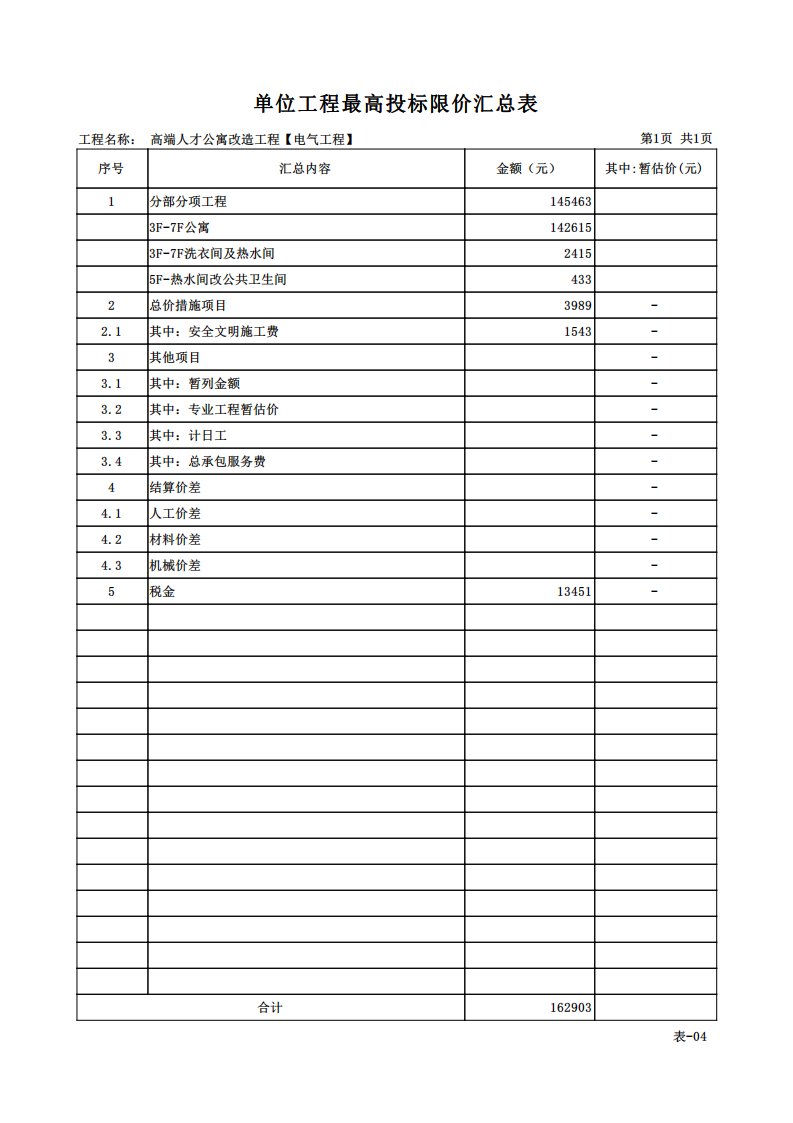 单位工程最高投标限价汇总表
工程名称： 高端人才公寓改造工程【电气工程】 第1页 共1页
序号 汇总内容 金额（元） 其中:暂估价(元)
1 分部分项工程 145463
3F-7F公寓 142615
3F-7F洗衣间及热水间 2415
5F-热水间改公共卫生间 433
2 总价措施项目 3989 -
2.1 其中：安全文明施工费 1543 -
3 其他项目 -
3.1 其中：暂列金额 -
3.2 其中：专业工程暂估价 -
3.3 其中：计日工 -
3.4 其中：总承包服务费 -
4 结算价差 -
4.1 人工价差 -
4.2 材料价差 -
4.3 机械价差 -
5 税金 13451 -
合计 162903
表-04